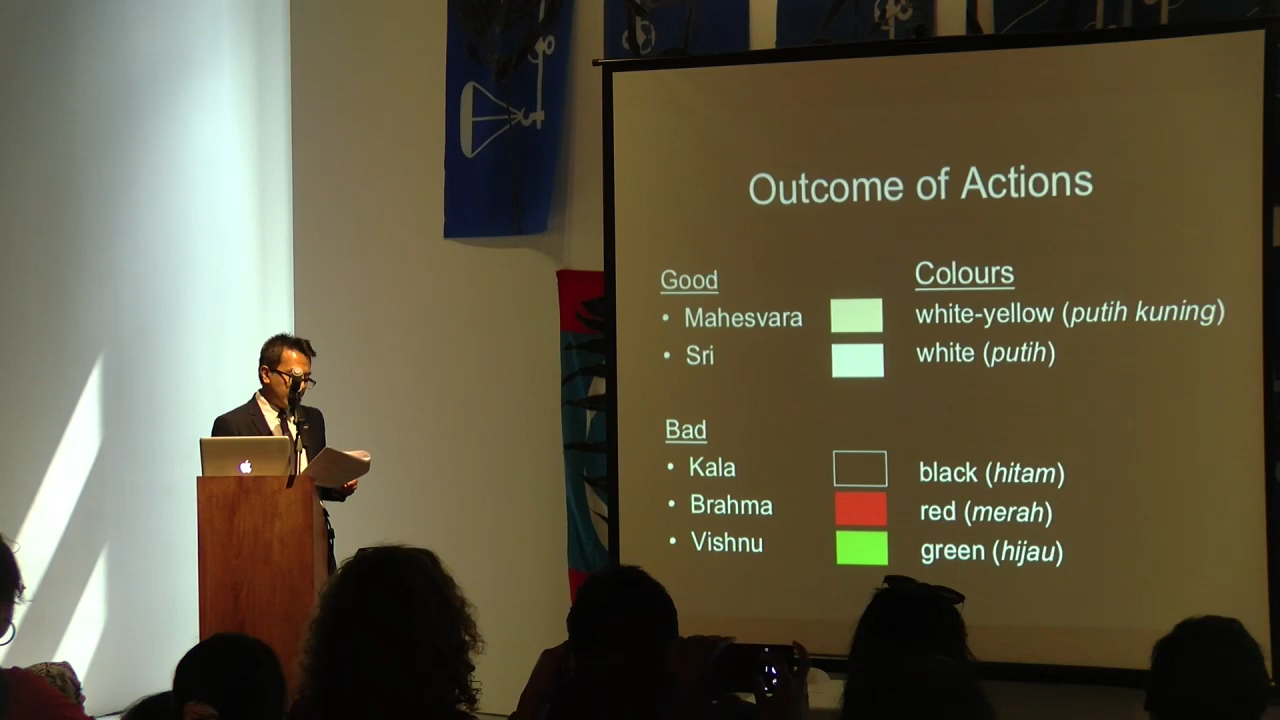 Outcome of Actions
Good
Colours
• Mahesvara
white-yellow (putih kuning)
• Sri
white (putih)
Bad
• Kala
black (hitam)
• Brahma
red (merah)
• Vishnu
green (hijau)